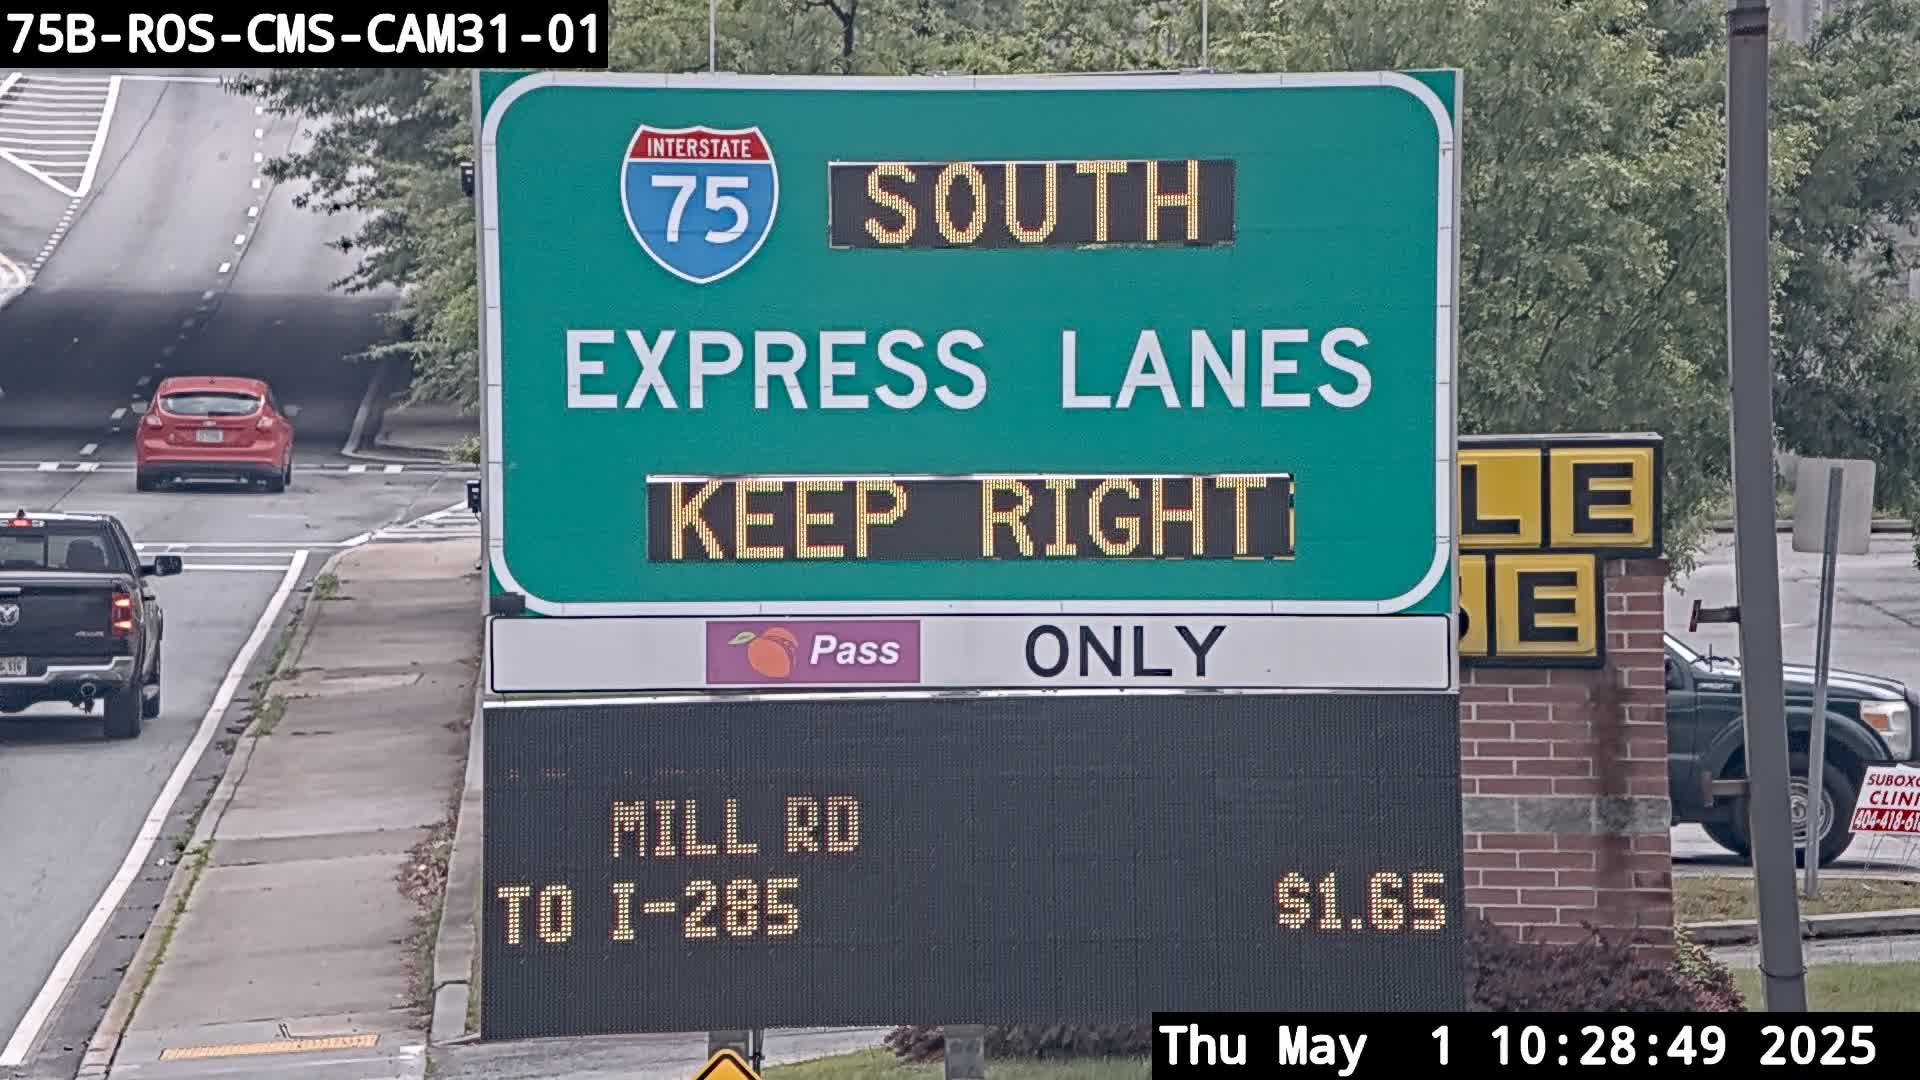 75B-ROS-CMS-CAM31-01
INTERSTATE
75
SOUTH
EXPRESS LANES
KEEP RIGHT
Pass ONLY
MILL RD
TO I-285 $1.65
LE
E
CLINI
Thu May 1 10:28:49 2025